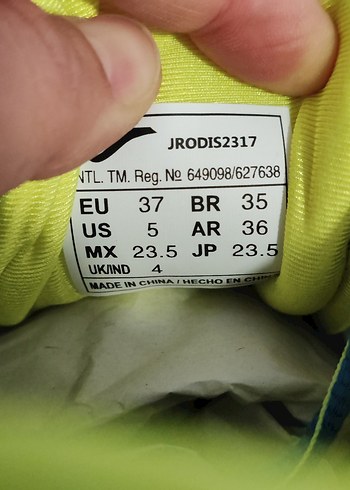 JRODIS2317
INTL. TM. Reg. № 649098/627638
EU 37 BR 35
US 5 AR 36
MX 23.5 JP 23.5
UK/IND 4
MADE IN CHINA / HECHO EN CHINA